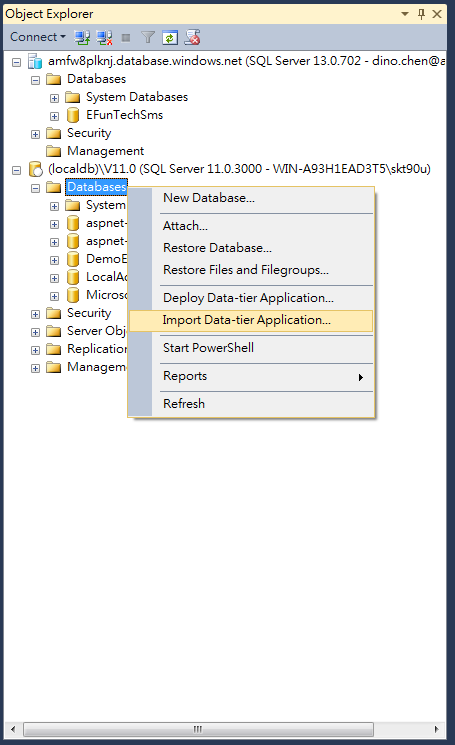 Object Explorer
Connect
amfw8plknj.database.windows.net (SQL Server 13.0.702 - dino.chen@a
Databases
System Databases
EFunTechSms
Security
Management
(localdb)\V11.0 (SQL Server 11.0.3000 - WIN-A93H1EAD3T5\skt90u)
Databases
System
aspnet-
aspnet-
DemoE
LocalAc
Microso
Security
Server Obj
Replication
Manageme
New Database...
Attach...
Restore Database...
Restore Files and Filegroups...
Deploy Data-tier Application...
Import Data-tier Application...
Start PowerShell
Reports
Refresh